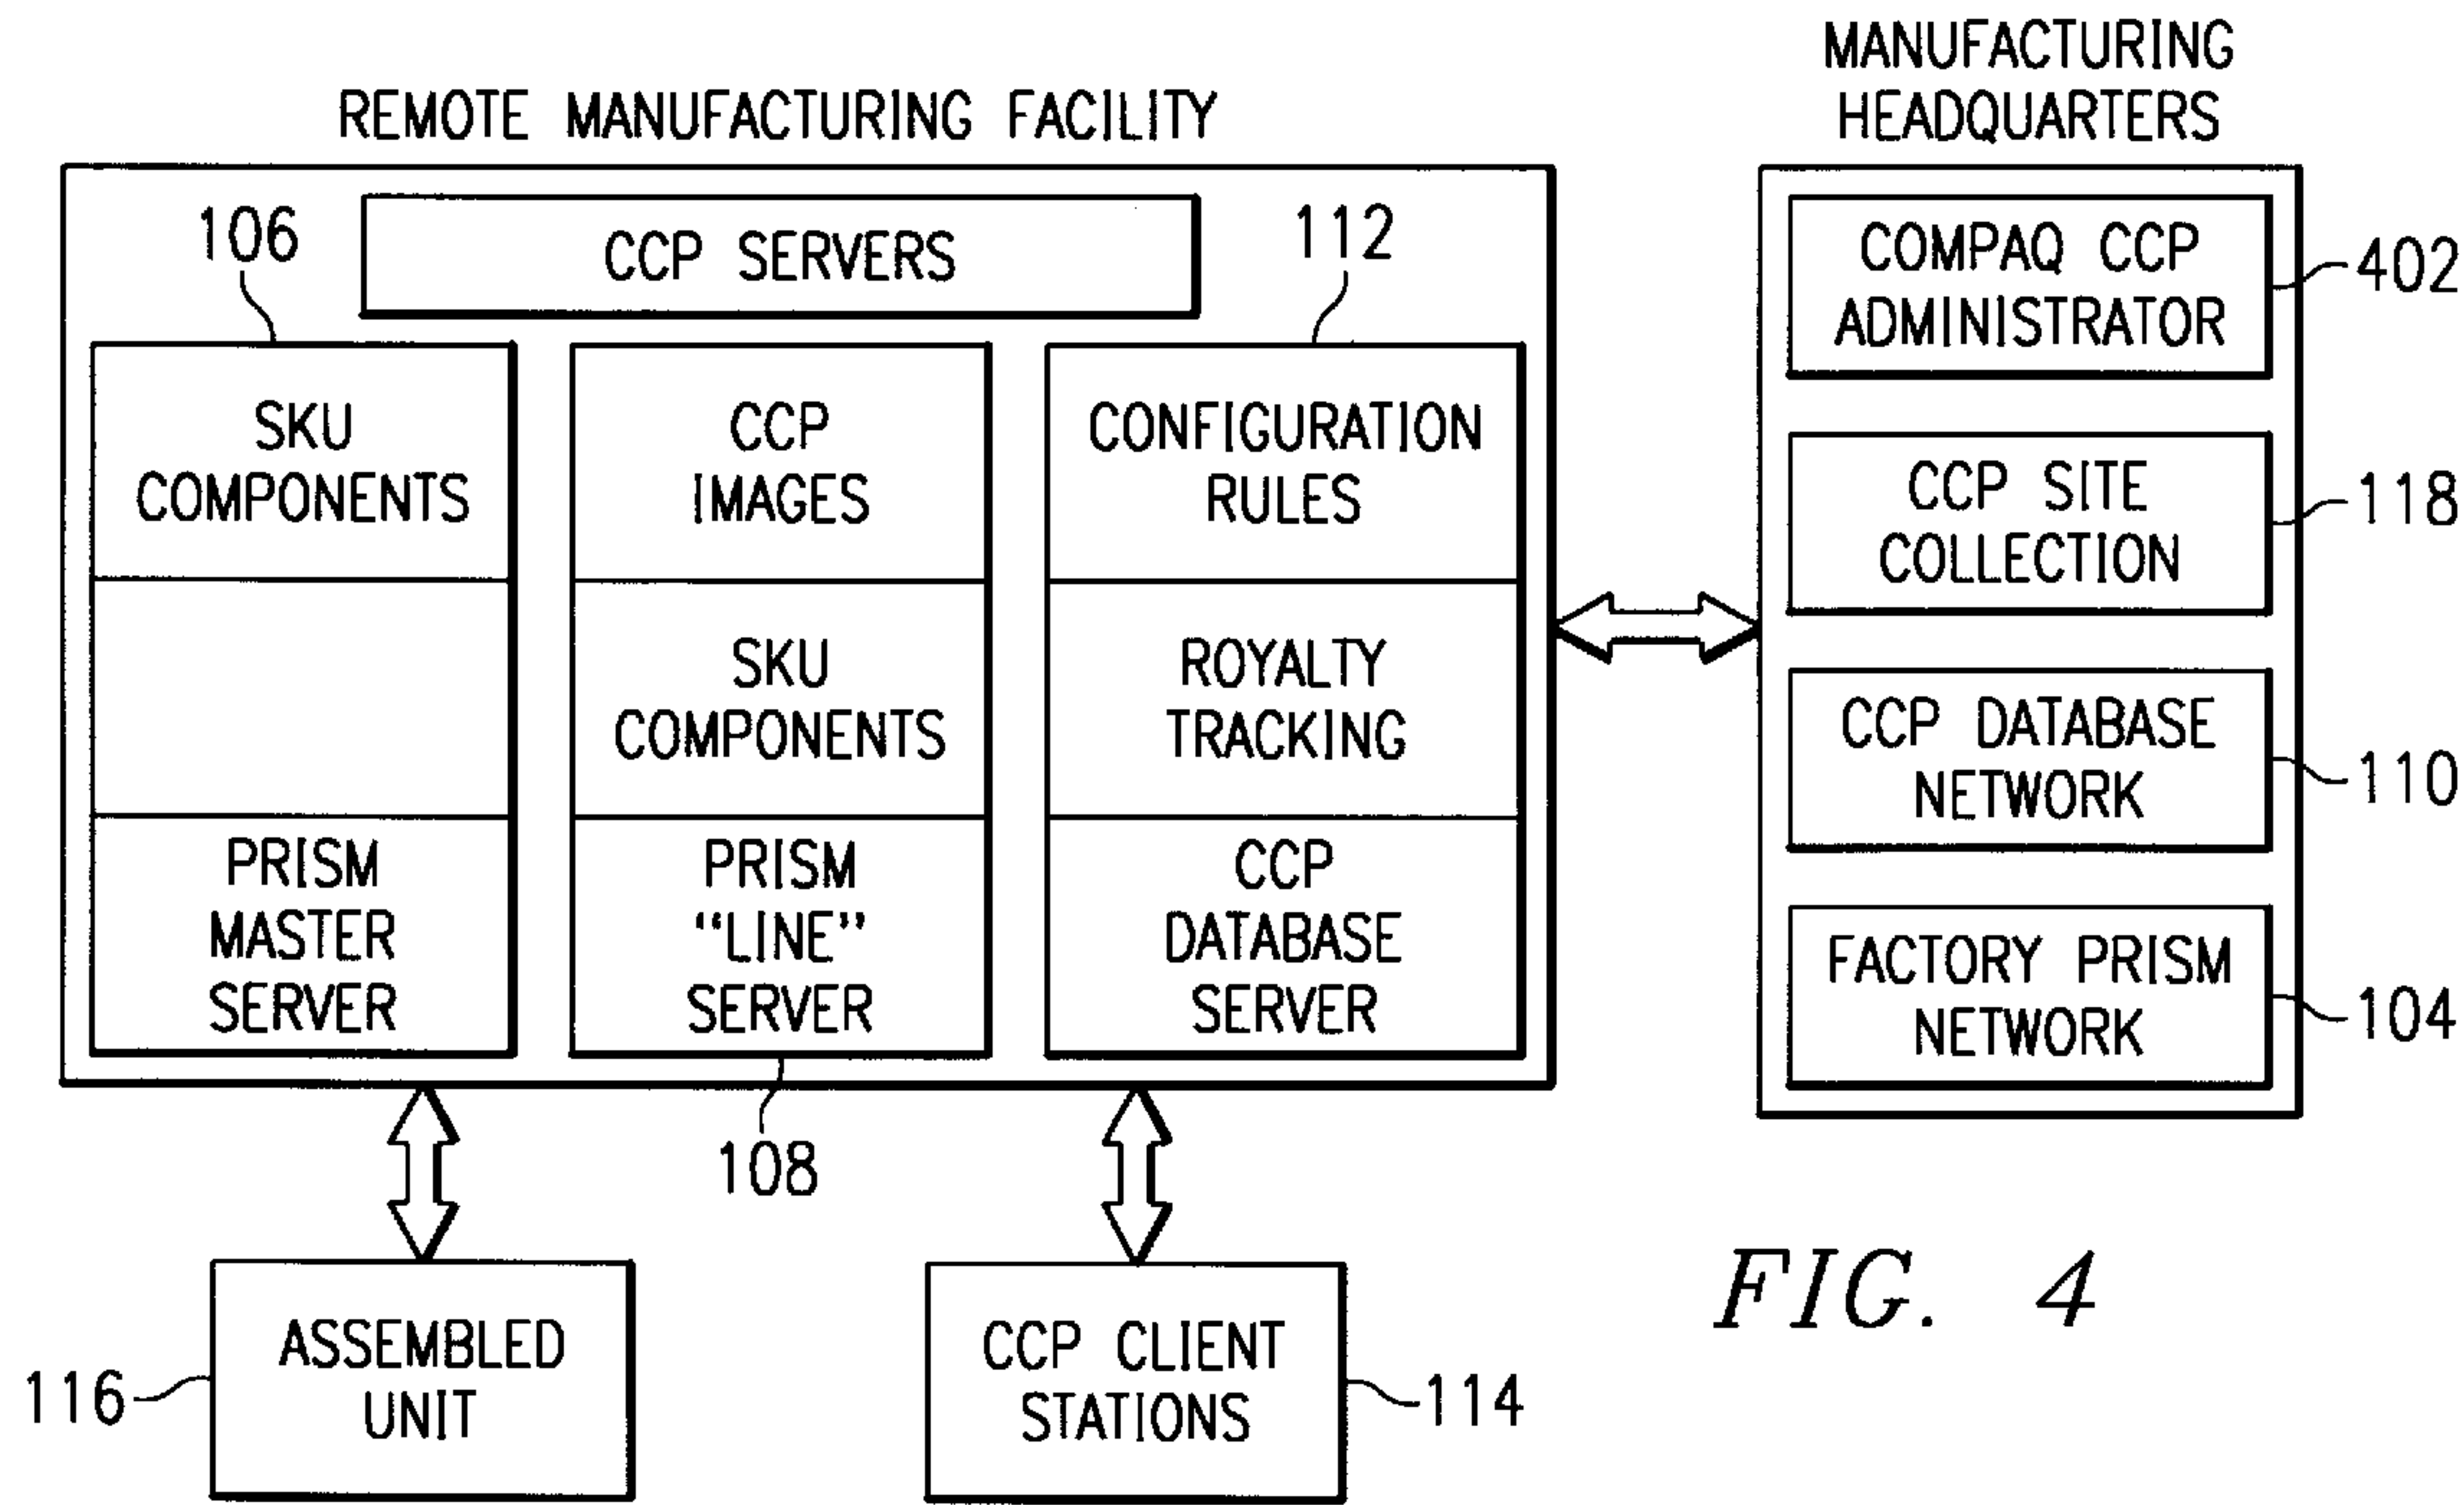 REMOTE MANUFACTURING FACILITY
MANUFACTURING
HEADQUARTERS
CCP SERVERS
106
SKU
COMPONENTS
PRISM
MASTER
SERVER
CCP
IMAGES
SKU
COMPONENTS
PRISM
“LINE”
SERVER
108
112
CONFIGURATION
RULES
ROYALTY
TRACKING
CCP
DATABASE
SERVER
COMPAQ CCP
ADMINISTRATOR
402
CCP SITE
COLLECTION
118
CCP DATABASE
NETWORK
110
FACTORY PRISM
NETWORK
104
ASSEMBLED
UNIT
116
CCP CLIENT
STATIONS
114
FIG. 4